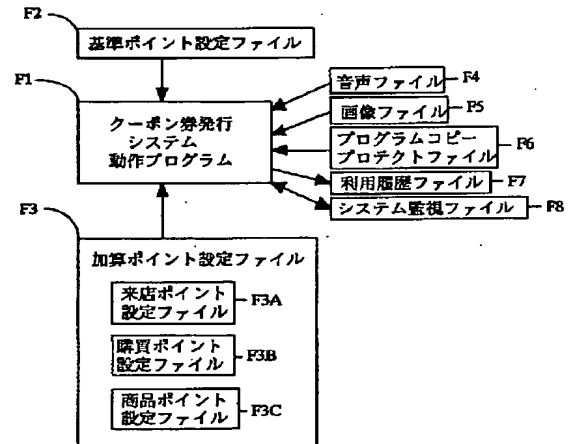 F2
基準ポイント設定ファイル
F1
クーポン券発行
システム
動作プログラム
音声ファイル F4
画像ファイル F5
プログラムコピー
プロテクトファイル
F6
利用履歴ファイル F7
システム監視ファイル F8
F3
加算ポイント設定ファイル
来店ポイント
設定ファイル
F3A
購買ポイント
設定ファイル
F3B
商品ポイント
設定ファイル
F3C